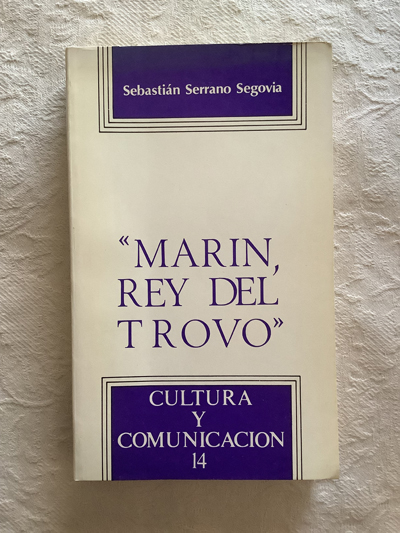 Sebastián Serrano Segovia
«MARIN,
REY DEL
TROVO»
CULTURA
Y
COMUNICACION
14